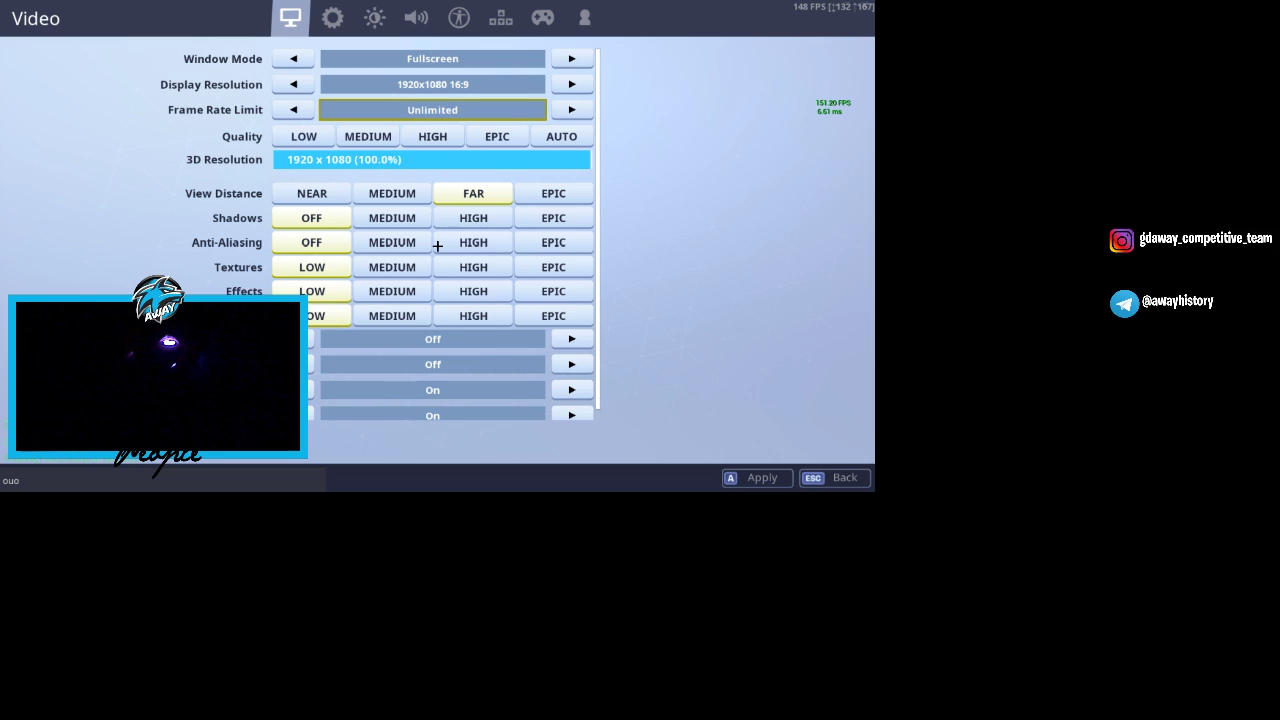 Video
148 FPS [↓132 ↑167]
Window Mode ◀ Fullscreen ▶
Display Resolution ◀ 1920x1080 16:9 ▶
Frame Rate Limit ◀ Unlimited ▶
151.20 FPS
6.61 ms
Quality LOW MEDIUM HIGH EPIC AUTO
3D Resolution 1920 x 1080 (100.0%)
View Distance NEAR MEDIUM FAR EPIC
Shadows OFF MEDIUM HIGH EPIC
Anti-Aliasing OFF MEDIUM HIGH EPIC
Textures LOW MEDIUM HIGH EPIC
Effects LOW MEDIUM HIGH EPIC
MEDIUM HIGH EPIC
Off ▶
Off ▶
On ▶
On ▶
AWAY
ouo
A Apply ESC Back
gdaway_competitive_team
@awayhistory